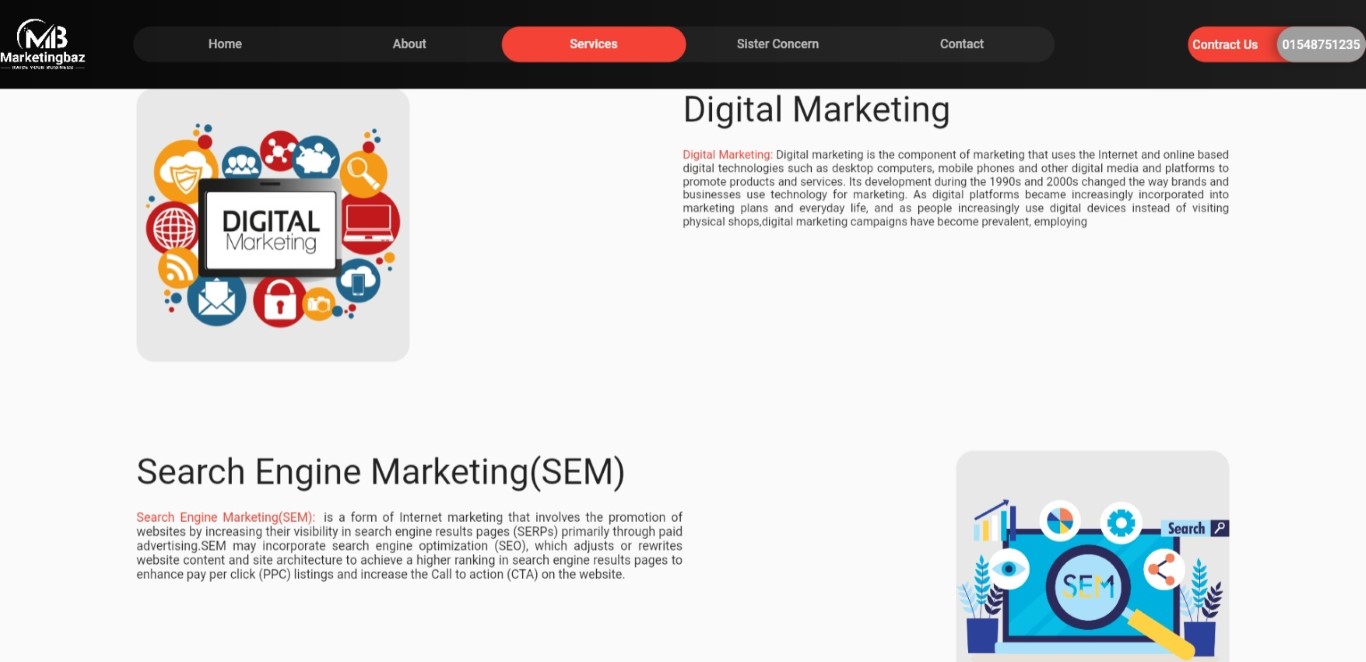 MB
Marketingbaz
Home
About
Services
Sister Concern
Contact
Contract Us
01548751235
DIGITAL
Marketing
Digital Marketing
Digital Marketing: Digital marketing is the component of marketing that uses the Internet and online based
digital technologies such as desktop computers, mobile phones and other digital media and platforms to
promote products and services. Its development during the 1990s and 2000s changed the way brands and
businesses use technology for marketing. As digital platforms became increasingly incorporated into
marketing plans and everyday life, and as people increasingly use digital devices instead of visiting
physical shops,digital marketing campaigns have become prevalent, employing
Search Engine Marketing(SEM)
Search Engine Marketing(SEM): is a form of Internet marketing that involves the promotion of
websites by increasing their visibility in search engine results pages (SERPs) primarily through paid
advertising.SEM may incorporate search engine optimization (SEO), which adjusts or rewrites
website content and site architecture to achieve a higher ranking in search engine results pages to
enhance pay per click (PPC) listings and increase the Call to action (CTA) on the website.
Search
SEM